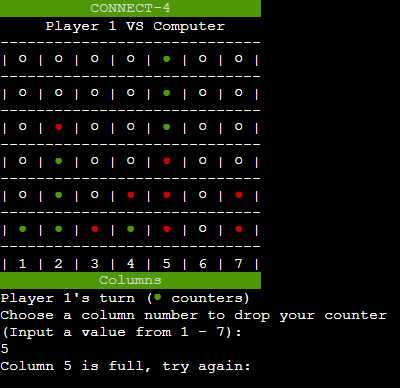 CONNECT-4
Player 1 VS Computer
-----------------------------
| O | O | O | O | ● | O | O |
-----------------------------
| O | O | O | O | ● | O | O |
-----------------------------
| O | ● | O | O | ● | O | O |
-----------------------------
| O | ● | O | O | ● | O | O |
-----------------------------
| O | ● | O | ● | ● | O | ● |
-----------------------------
| ● | ● | ● | ● | ● | O | ● |
-----------------------------
| 1 | 2 | 3 | 4 | 5 | 6 | 7 |
Columns
Player 1's turn (● counters)
Choose a column number to drop your counter
(Input a value from 1 - 7):
5
Column 5 is full, try again: